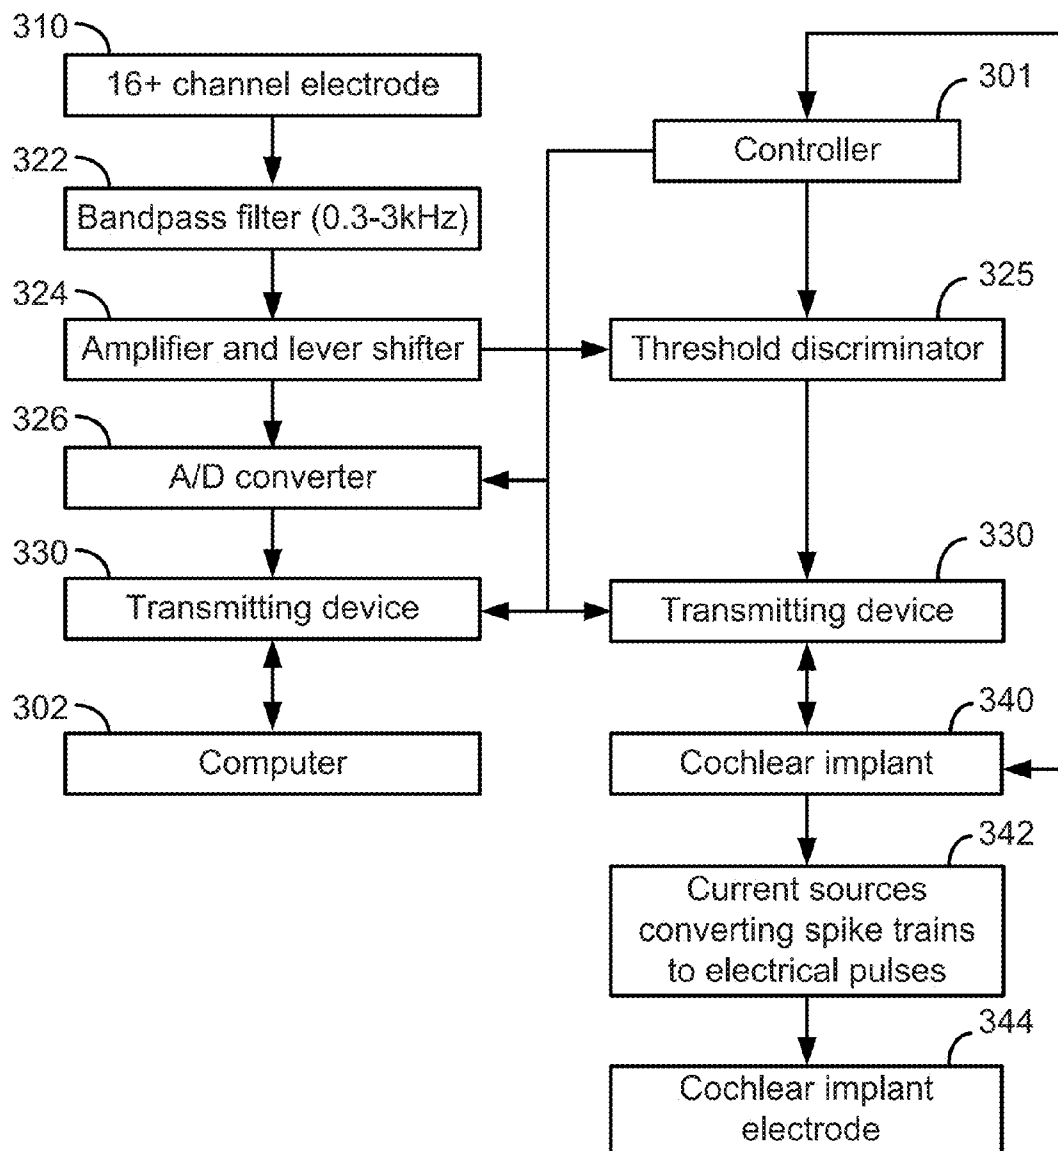 310
16+ channel electrode
322
Bandpass filter (0.3-3kHz)
324
Amplifier and lever shifter
326
A/D converter
330
Transmitting device
302
Computer
301
Controller
325
Threshold discriminator
330
Transmitting device
340
Cochlear implant
342
Current sources
converting spike trains
to electrical pulses
344
Cochlear implant
electrode